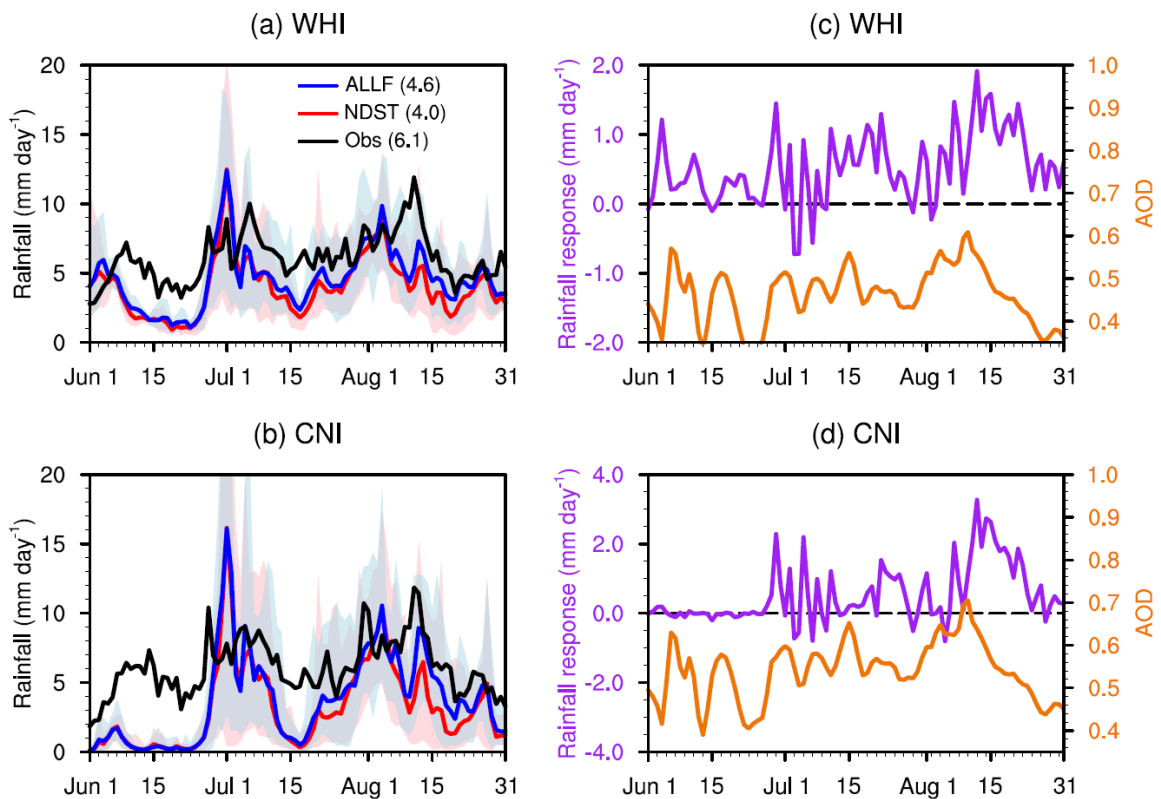 (a) WHI
Rainfall (mm day-1)
20
15
10
5
0
ALLF (4.6)
NDST (4.0)
Obs (6.1)
Jun 1 15 Jul 1 15 Aug 1 15 31
(c) WHI
Rainfall response (mm day-1)
2.0
1.0
0.0
-1.0
-2.0
1.0
0.9
0.8
0.7
0.6
0.5
0.4
AOD
Jun 1 15 Jul 1 15 Aug 1 15 31
(b) CNI
Rainfall (mm day-1)
20
15
10
5
0
Jun 1 15 Jul 1 15 Aug 1 15 31
(d) CNI
Rainfall response (mm day-1)
4.0
2.0
0.0
-2.0
-4.0
1.0
0.9
0.8
0.7
0.6
0.5
0.4
AOD
Jun 1 15 Jul 1 15 Aug 1 15 31